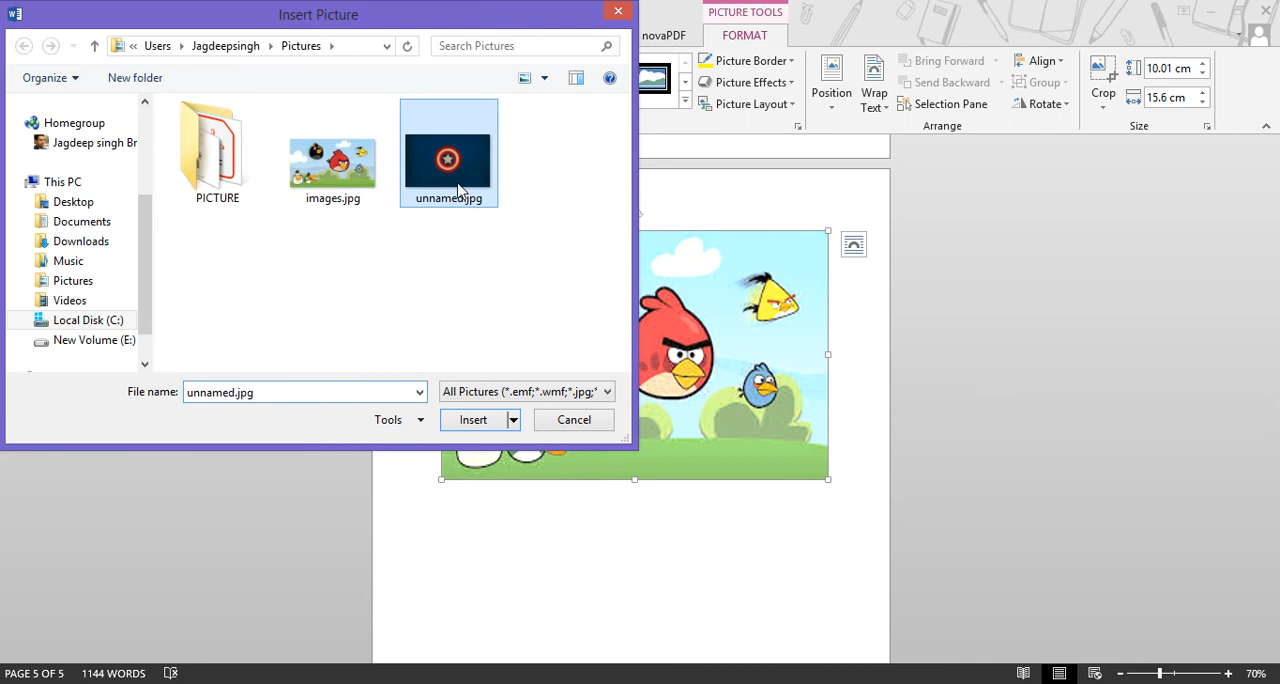 Insert Picture
PICTURE TOOLS
« Users Jagdeepsingh Pictures
Search Pictures
novaPDF
FORMAT
Organize
New folder
Picture Border
Picture Effects
Picture Layout
Position
Wrap
Text
Bring Forward
Send Backward
Selection Pane
Align
Group
Rotate
Arrange
Crop
10.01 cm
15.6 cm
Size
Homegroup
Jagdeep singh Br
This PC
Desktop
Documents
Downloads
Music
Pictures
Videos
Local Disk (C:)
New Volume (E:)
PICTURE
images.jpg
unnamed.jpg
File name:
unnamed.jpg
All Pictures (*.emf;*.wmf;*.jpg;*
Tools
Insert
Cancel
PAGE 5 OF 5
1144 WORDS
70%